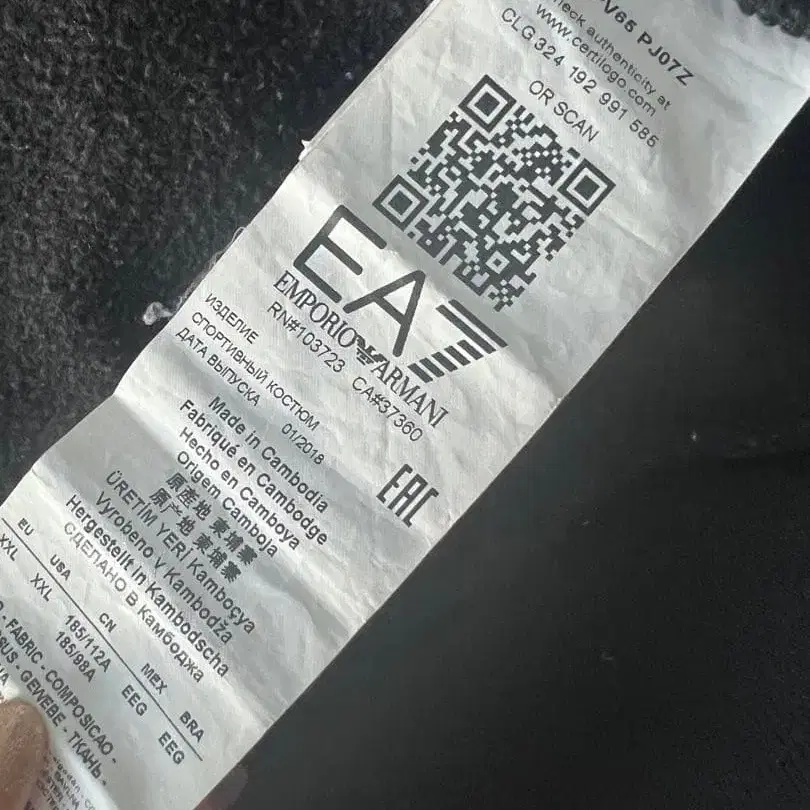 V65 PJ07Z
check authenticity at
www.certilogo.com
CLG324 192 991 585
OR SCAN
EA7
EMPORIO ARMANI
RN#103723 CA#37360
ИЗДЕЛИЕ
СПОРТИВНЫЙ КОСТЮМ
ДАТА ВЫПУСКА 01/2018
EAC
Made in Cambodia
Fabriqué en Cambodge
Hecho en Camboya
Origem Camboja
原產地 柬埔寨
原产地 柬埔寨
ÜRETİM YERİ Kamboçya
Vyrobeno v Kambodža
Hergestellt in Kambodscha
СДЕЛАНО В Камбоджа
EU USA CN MEX BRA
XXL XXL 185/112A EEG EEG
185/98A
- FABRIC - COMPOSICAO -
- GEWEBE - ТКАНЬ -